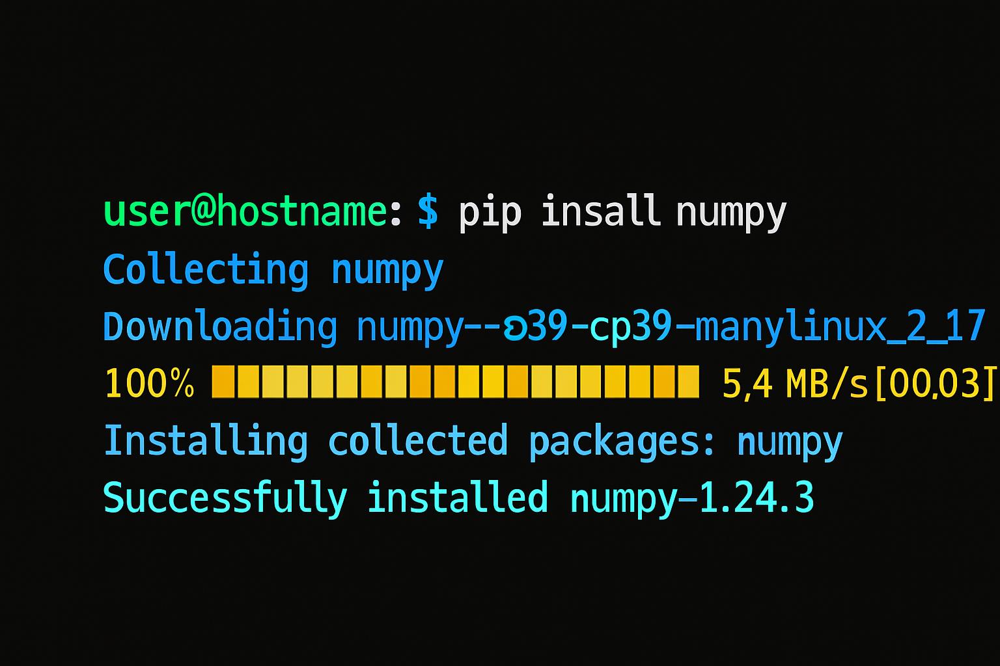 user@hostname: $ pip insall numpy
Collecting numpy
Downloading numpy--ʚ39-cp39-manylinux_2_17
100% 5,4 MB/s[00,03]
Installing collected packages: numpy
Successfully installed numpy-1.24.3